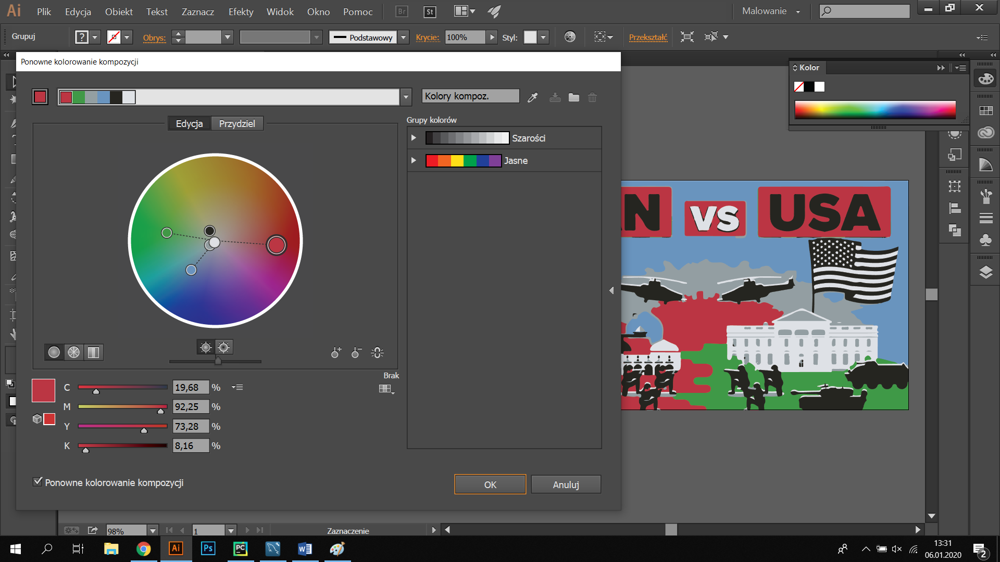 Ai Plik Edycja Obiekt Tekst Zaznacz Efekty Widok Okno Pomoc Br St Malowanie
Grupuj ? Obrys: Podstawowy Krycie: 100% Styl: Przekształć
Ponowne kolorowanie kompozycji
Kolor
Kolory kompoz.
Edycja Przydziel
Grupy kolorów
Szarości
Jasne
N VS USA
Brak
C 19,68 %
M 92,25 %
Y 73,28 %
K 8,16 %
Ponowne kolorowanie kompozycji
OK Anuluj
98% 1 Zaznaczenie
Ai Ps PC W
13:31
06.01.2020
2